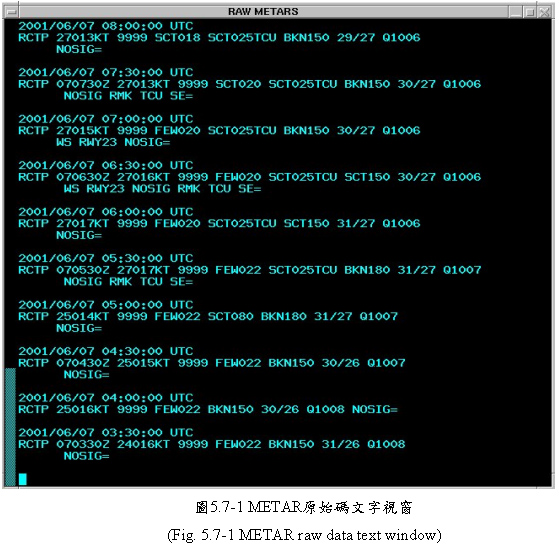 RAW METARS
2001/06/07 08:00:00 UTC
RCTP 27013KT 9999 SCT018 SCT025TCU BKN150 29/27 Q1006
NOSIG=
2001/06/07 07:30:00 UTC
RCTP 070730Z 27013KT 9999 SCT020 SCT025TCU BKN150 30/27 Q1006
NOSIG RMK TCU SE=
2001/06/07 07:00:00 UTC
RCTP 27015KT 9999 FEW020 SCT025TCU BKN150 30/27 Q1006
WS RWY23 NOSIG=
2001/06/07 06:30:00 UTC
RCTP 070630Z 27016KT 9999 FEW020 SCT025TCU SCT150 30/27 Q1006
WS RWY23 NOSIG RMK TCU SE=
2001/06/07 06:00:00 UTC
RCTP 27017KT 9999 FEW020 SCT025TCU SCT150 31/27 Q1006
NOSIG=
2001/06/07 05:30:00 UTC
RCTP 070530Z 27017KT 9999 FEW022 SCT025TCU BKN180 31/27 Q1007
NOSIG RMK TCU SE=
2001/06/07 05:00:00 UTC
RCTP 25014KT 9999 FEW022 SCT080 BKN180 31/27 Q1007
NOSIG=
2001/06/07 04:30:00 UTC
RCTP 070430Z 25015KT 9999 FEW022 BKN150 30/26 Q1007
NOSIG=
2001/06/07 04:00:00 UTC
RCTP 25016KT 9999 FEW022 BKN150 30/26 Q1008 NOSIG=
2001/06/07 03:30:00 UTC
RCTP 070330Z 24016KT 9999 FEW022 BKN150 31/26 Q1008
NOSIG=
圖5.7-1 METAR原始碼文字視窗
(Fig. 5.7-1 METAR raw data text window)